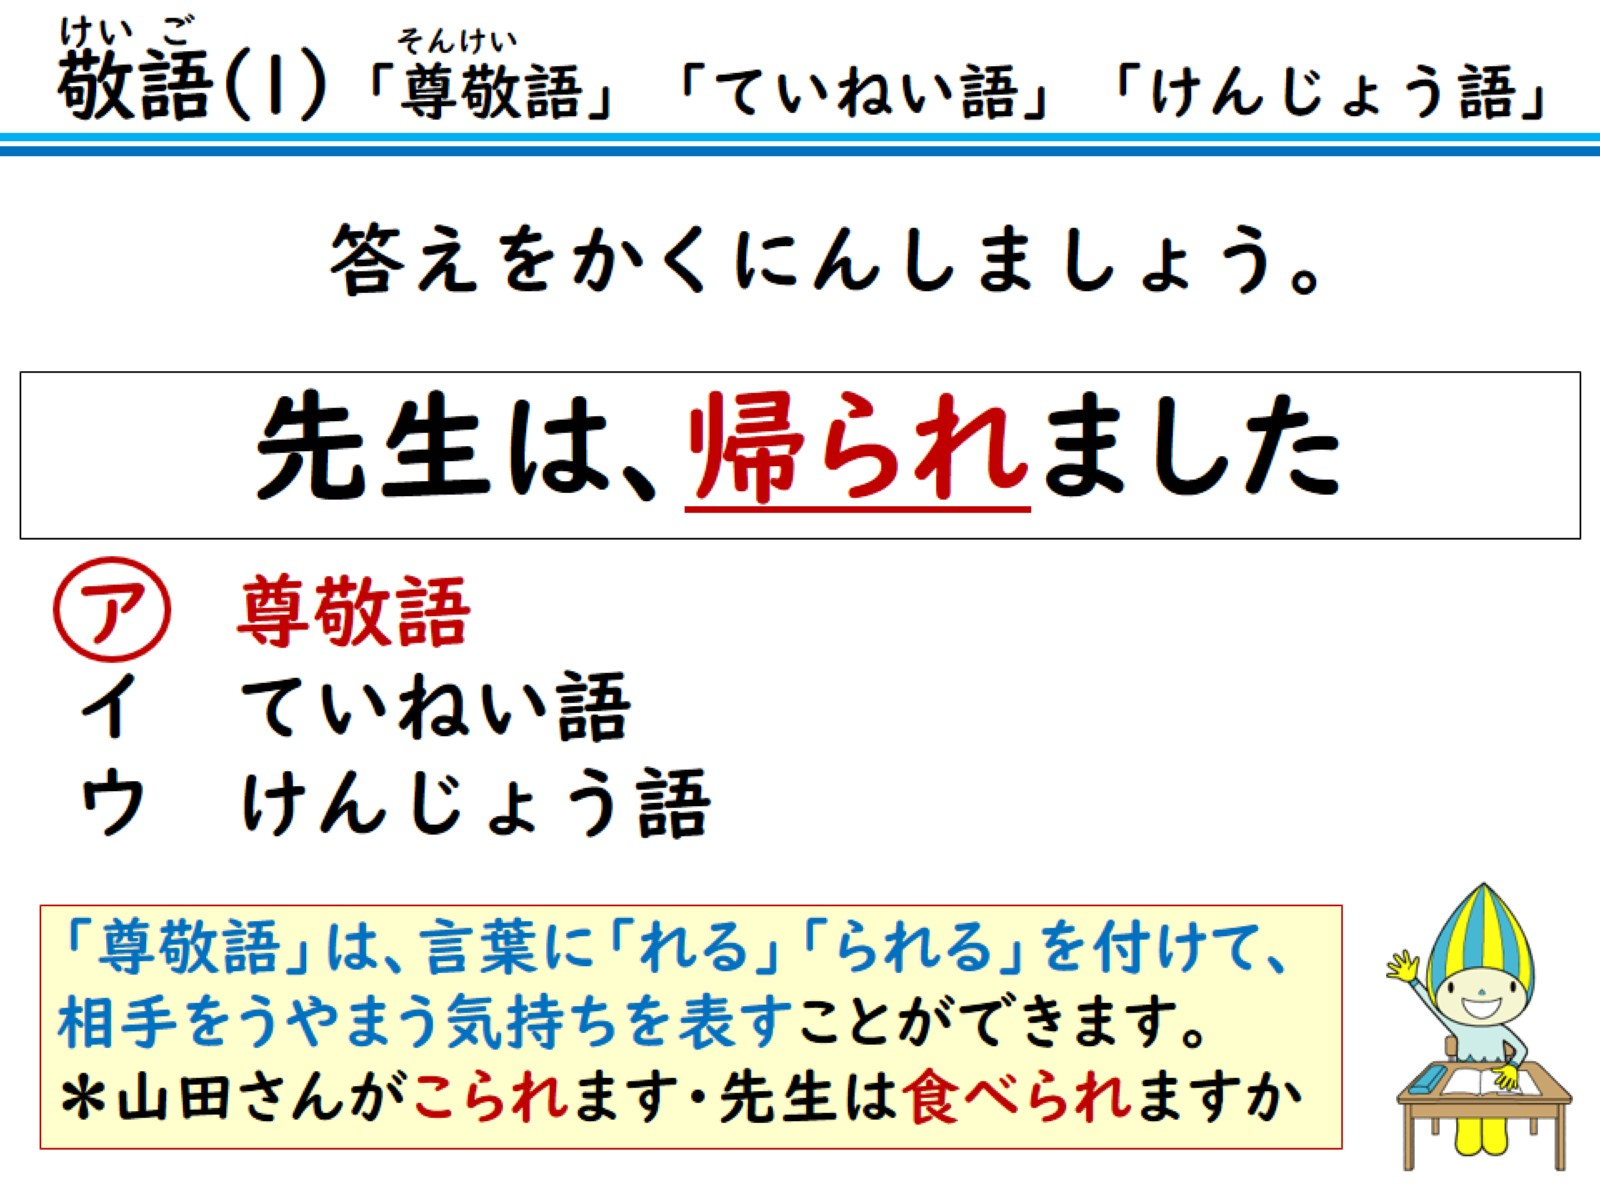 けい ご そんけい
敬語(1)「尊敬語」「ていねい語」「けんじょう語」
答えをかくにんしましょう。
先生は、帰られました
ア 尊敬語
イ ていねい語
ウ けんじょう語
「尊敬語」は、言葉に「れる」「られる」を付けて、
相手をうやまう気持ちを表すことができます。
＊山田さんがこられます・先生は食べられますか